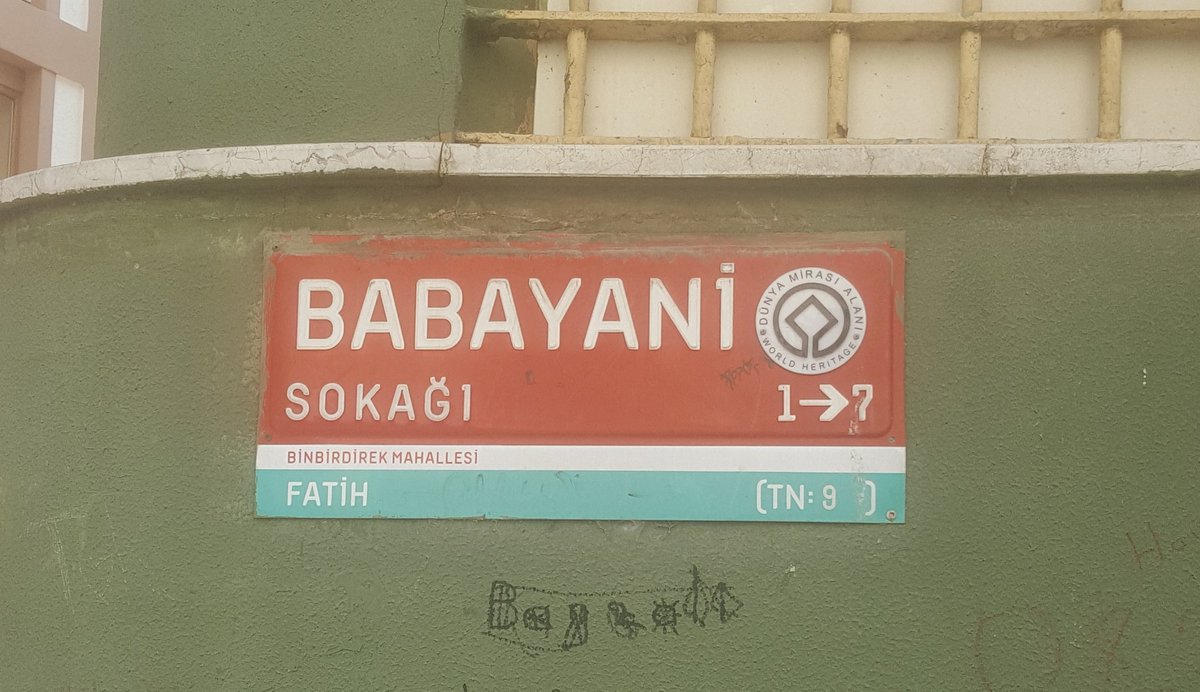 BABAYANİ
DÜNYA MİRASI ALANI
WORLD HERITAGE
SOKAĞI
1→7
BİNBİRDİREK MAHALLESİ
FATİH
(TN: 9 )